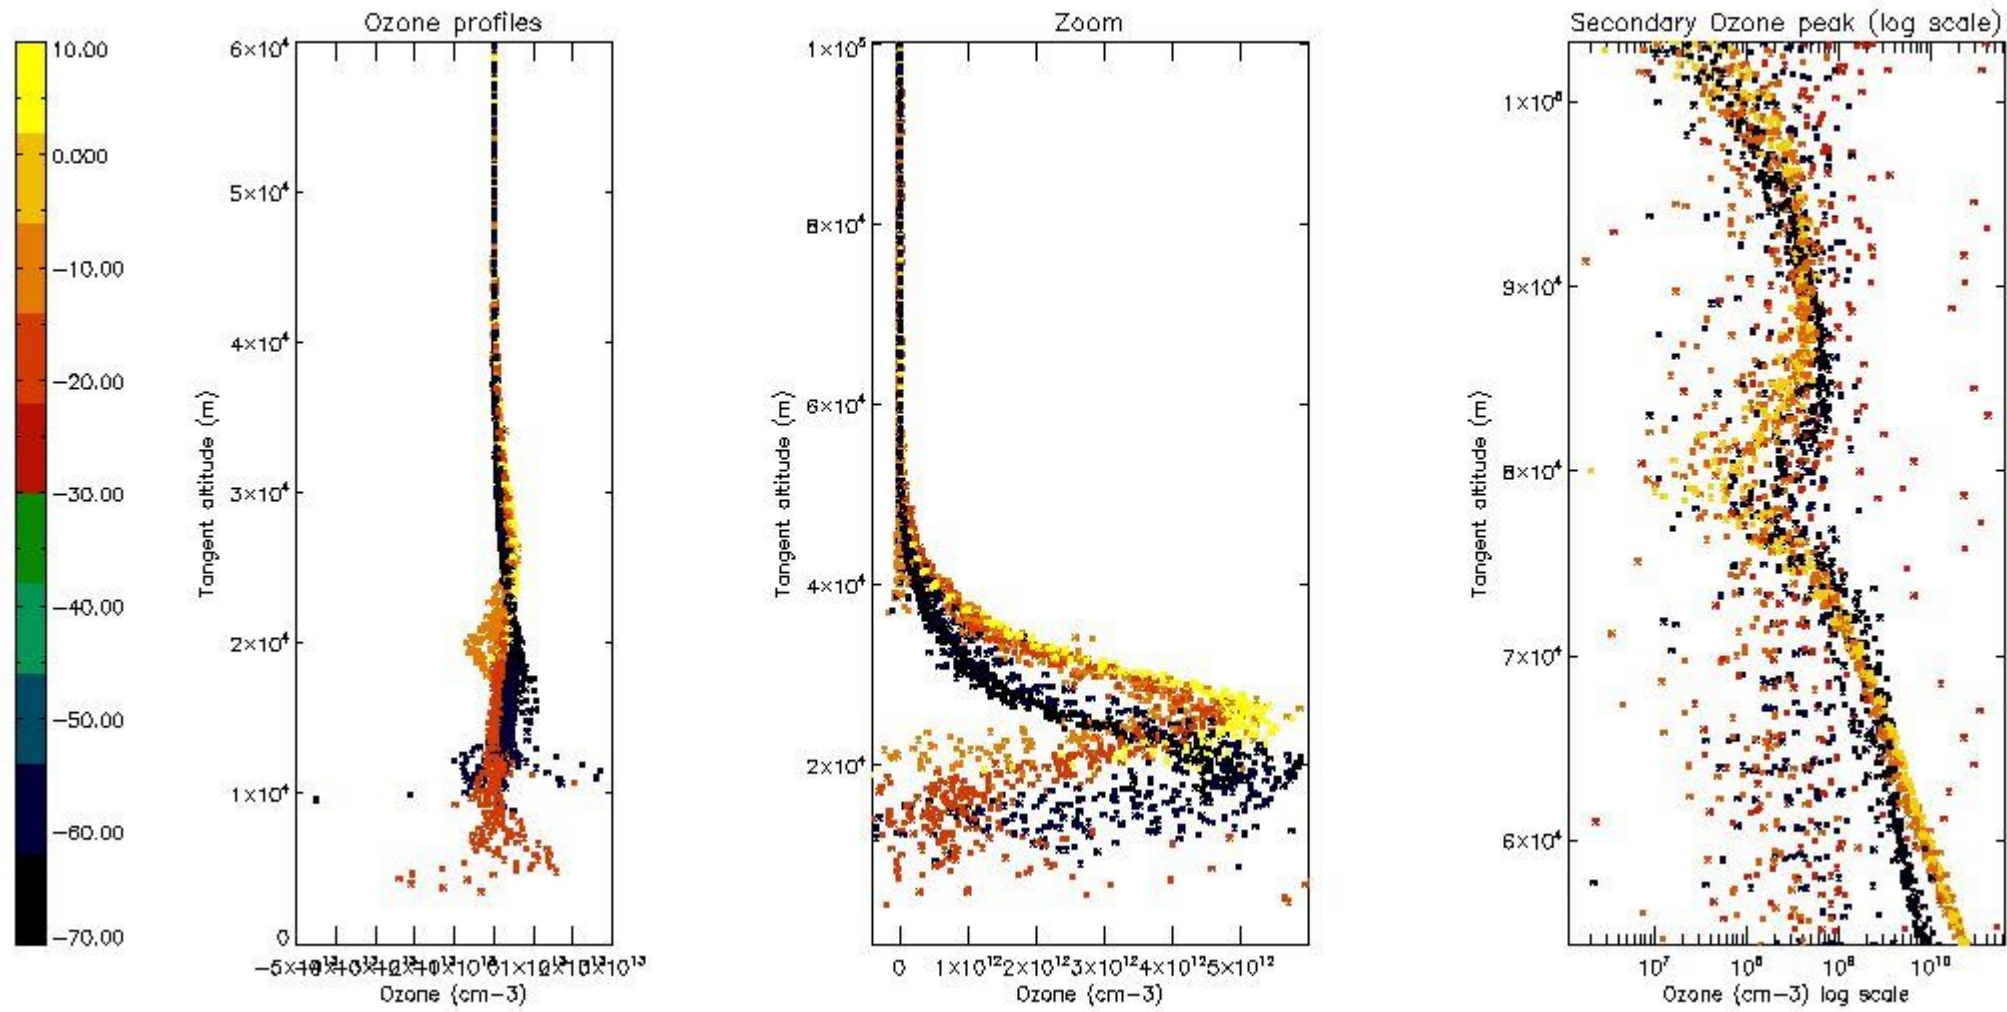 Ozone profiles
Zoom
Secondary Ozone peak (log scale)
10.00
0.000
−10.00
−20.00
−30.00
−40.00
−50.00
−60.00
−70.00
Tangent altitude (m)
6×10⁴
5×10⁴
4×10⁴
3×10⁴
2×10⁴
1×10⁴
0
Ozone (cm−3)
Tangent altitude (m)
1×10⁵
8×10⁴
6×10⁴
4×10⁴
2×10⁴
0 1×10¹² 2×10¹² 3×10¹² 4×10¹² 5×10¹²
Ozone (cm−3)
Tangent altitude (m)
1×10⁵
9×10⁴
8×10⁴
7×10⁴
6×10⁴
10⁷ 10⁸ 10⁹ 10¹⁰
Ozone (cm−3) log scale